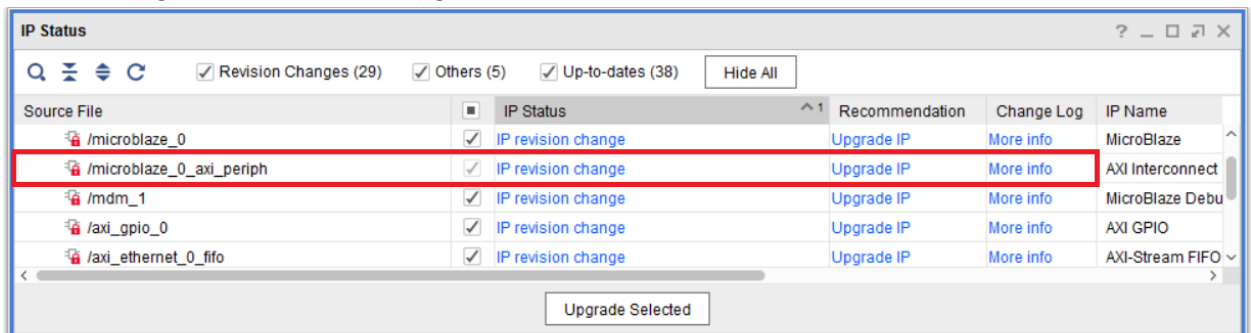 IP Status
Revision Changes (29) Others (5) Up-to-dates (38) Hide All
Source File IP Status 1 Recommendation Change Log IP Name
/microblaze_0 IP revision change Upgrade IP More info MicroBlaze
/microblaze_0_axi_periph IP revision change Upgrade IP More info AXI Interconnect
/mdm_1 IP revision change Upgrade IP More info MicroBlaze Debu
/axi_gpio_0 IP revision change Upgrade IP More info AXI GPIO
/axi_ethernet_0_fifo IP revision change Upgrade IP More info AXI-Stream FIFO
Upgrade Selected